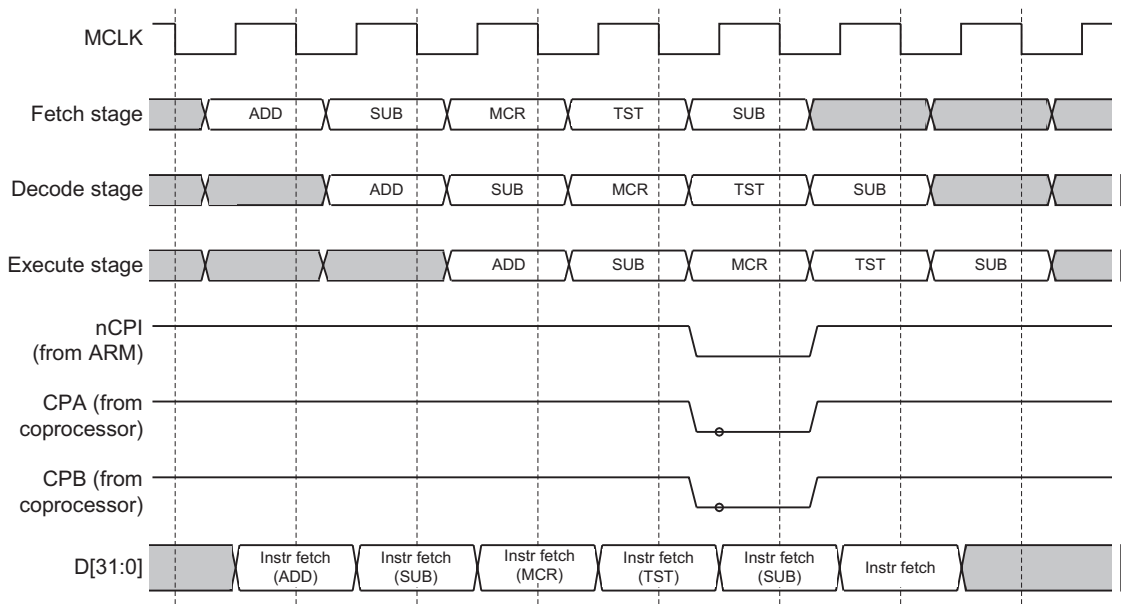 MCLK
Fetch stage ADD SUB MCR TST SUB
Decode stage ADD SUB MCR TST SUB
Execute stage ADD SUB MCR TST SUB
nCPI
(from ARM)
CPA (from
coprocessor)
CPB (from
coprocessor)
D[31:0] Instr fetch (ADD) Instr fetch (SUB) Instr fetch (MCR) Instr fetch (TST) Instr fetch (SUB) Instr fetch